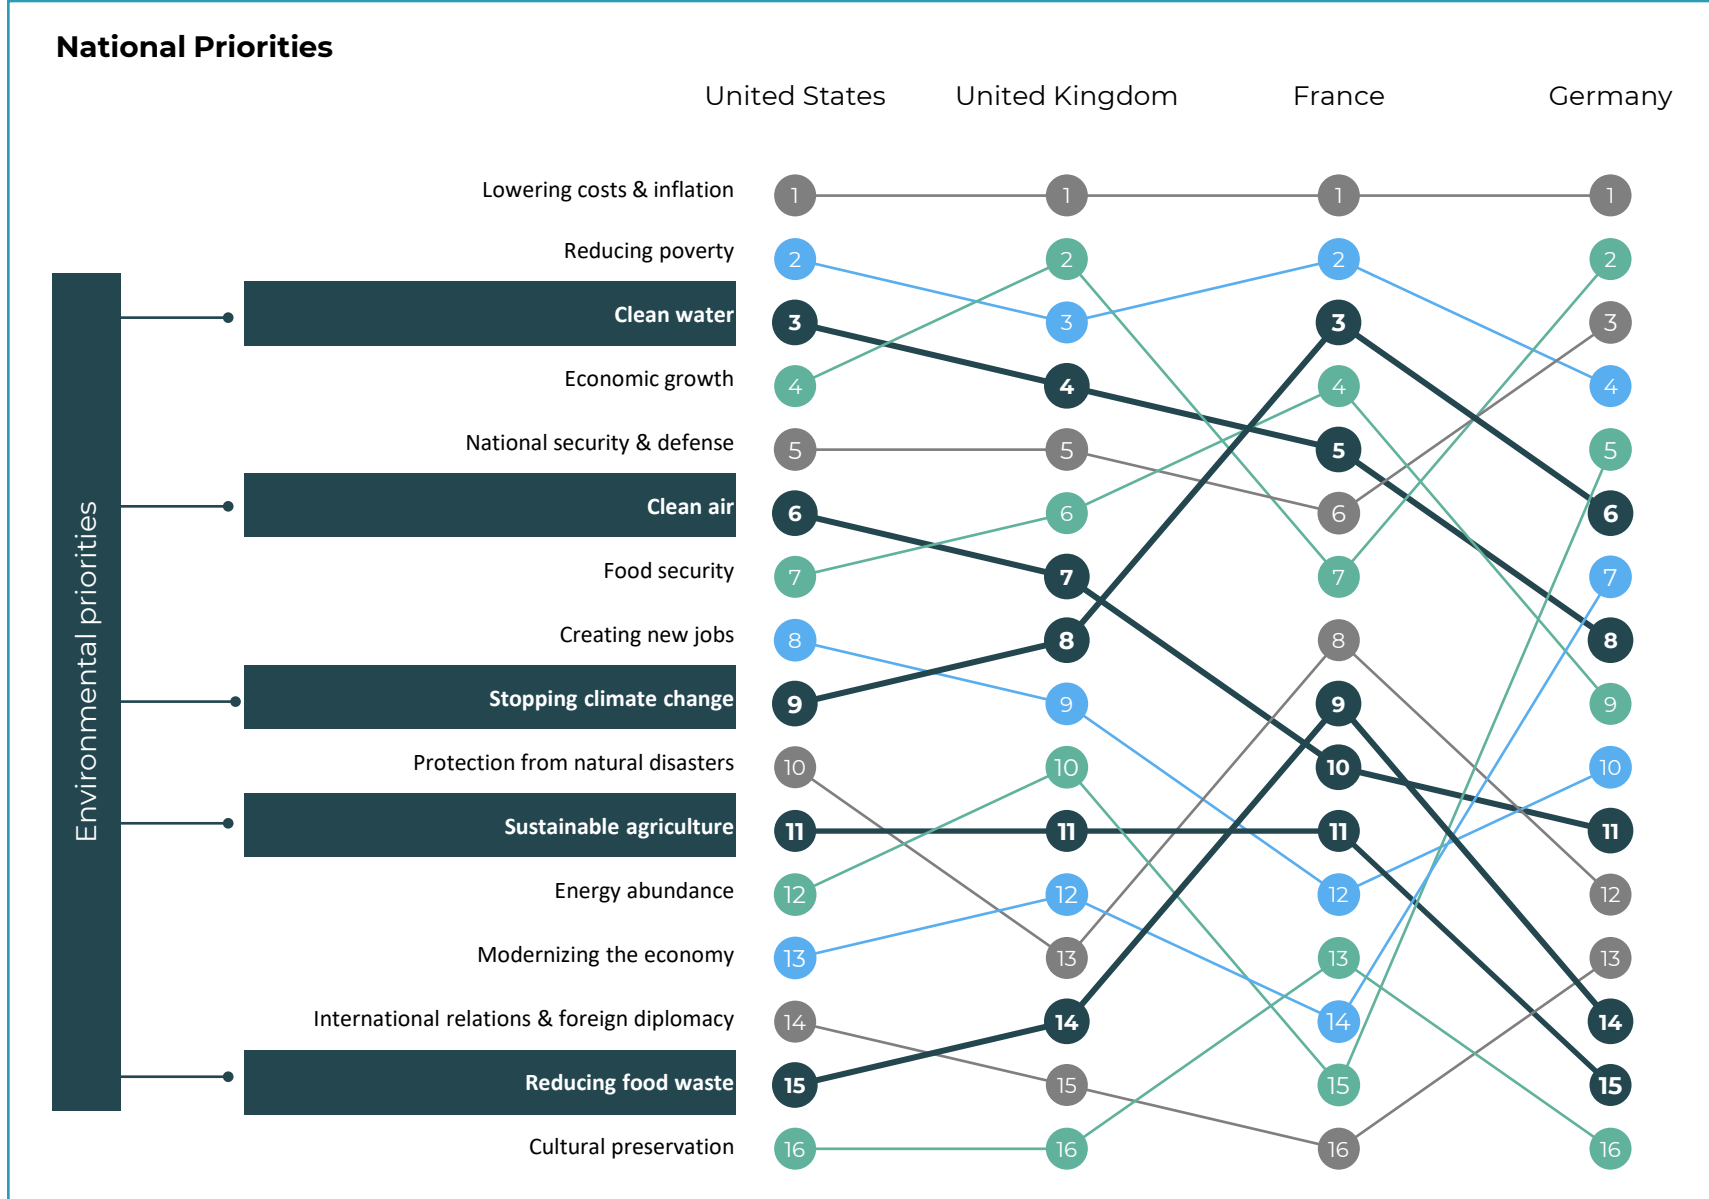 National Priorities
United States United Kingdom France Germany
Environmental priorities
Lowering costs & inflation 1 1 1 1
Reducing poverty 2 2 2 2
Clean water 3 3 3 3
Economic growth 4 4 4 4
National security & defense 5 5 5 5
Clean air 6 6 6 6
Food security 7 7 7 7
Creating new jobs 8 8 8 8
Stopping climate change 9 9 9 9
Protection from natural disasters 10 10 10 10
Sustainable agriculture 11 11 11 11
Energy abundance 12 12 12 12
Modernizing the economy 13 13 13 13
International relations & foreign diplomacy 14 14 14 14
Reducing food waste 15 15 15 15
Cultural preservation 16 16 16 16